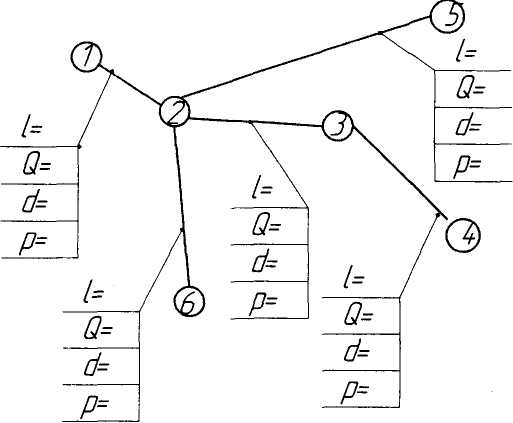 5
1
l=
Q=
d=
p=
2
3
l=
Q=
d=
p=
l=
Q=
d=
p=
4
l=
Q=
d=
p=
6
l=
Q=
d=
p=